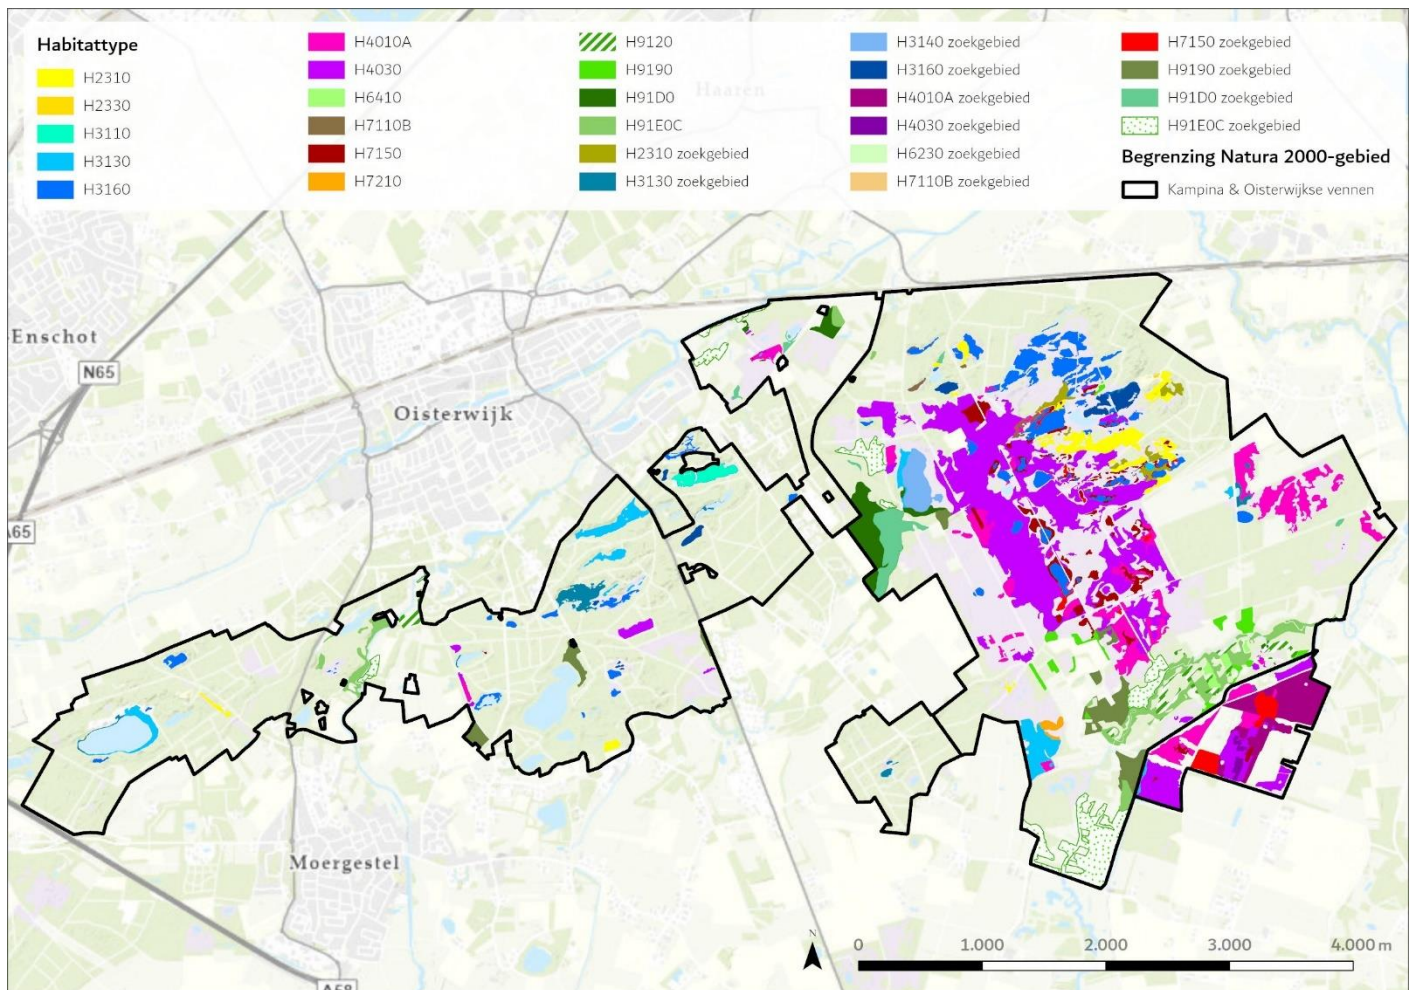 Habitattype
H2310
H2330
H3110
H3130
H3160
H4010A
H4030
H6410
H7110B
H7150
H7210
H9120
H9190
H91D0
H91E0C
H2310 zoekgebied
H3130 zoekgebied
H3140 zoekgebied
H3160 zoekgebied
H4010A zoekgebied
H4030 zoekgebied
H6230 zoekgebied
H7110B zoekgebied
H7150 zoekgebied
H9190 zoekgebied
H91D0 zoekgebied
H91E0C zoekgebied
Begrenzing Natura 2000-gebied
Kampina & Oisterwijkse vennen
Haaren
Enschot
N65
Oisterwijk
A65
Moergestel
A58
N
0 1.000 2.000 3.000 4.000 m